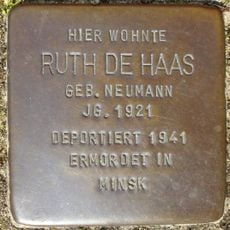 HIER WOHNTE
RUTH DE HAAS
GEB. NEUMANN
JG. 1921
DEPORTIERT 1941
ERMORDET IN
MINSK